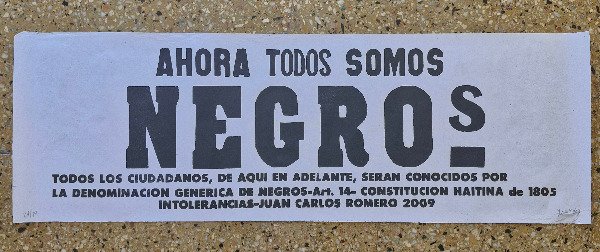 AHORA TODOS SOMOS
NEGROS
TODOS LOS CIUDADANOS, DE AQUI EN ADELANTE, SERAN CONOCIDOS POR
LA DENOMINACION GENERICA DE NEGROS-Art. 14- CONSTITUCION HAITINA de 1805
INTOLERANCIAS-JUAN CARLOS ROMERO 2009